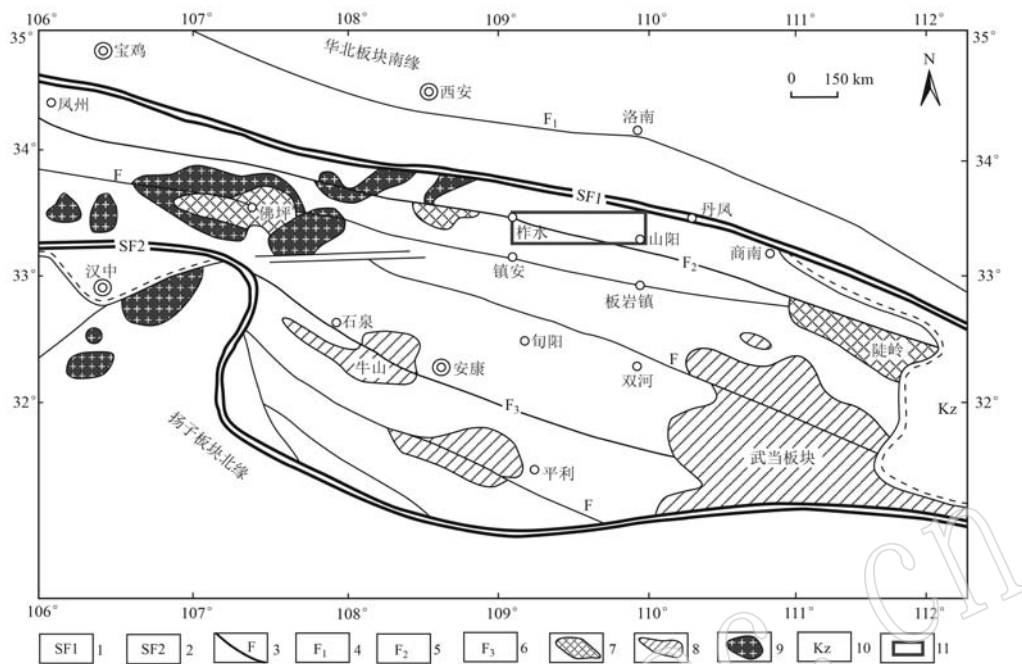 106° 107° 108° 109° 110° 111° 112°
35° 35°
宝鸡
华北板块南缘
N
0 150 km
西安
凤州
F₁
洛南
34° 34°
F
SF1
丹凤
佛坪
柞水
山阳
SF2
商南
镇安
F₂
33° 33°
汉中
板岩镇
石泉
旬阳
陡岭
牛山
安康
双河
F
32° 32°
Kz
F₃
扬子板块北缘
武当板块
平利
F
106° 107° 108° 109° 110° 111° 112°
SF1 1 SF2 2 F 3 F₁ 4 F₂ 5 F₃ 6 7 8 9 Kz 10 11